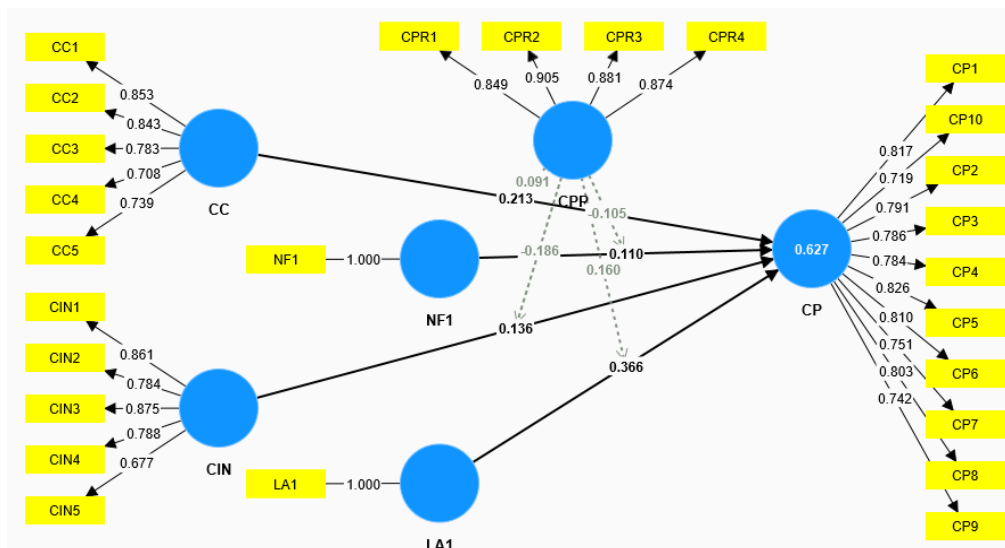 CC1
CC2
CC3
CC4
CC5
0.853
0.843
0.783
0.708
0.739
CC
CPR1
CPR2
CPR3
CPR4
0.849
0.905
0.881
0.874
CPP
0.091
0.213
-0.105
-0.186
0.110
0.160
0.136
0.366
NF1
1.000
NF1
CIN1
CIN2
CIN3
CIN4
CIN5
0.861
0.784
0.875
0.788
0.677
CIN
LA1
1.000
LA1
0.627
CP
CP1
CP10
CP2
CP3
CP4
CP5
CP6
CP7
CP8
CP9
0.817
0.719
0.791
0.786
0.784
0.826
0.810
0.751
0.803
0.742